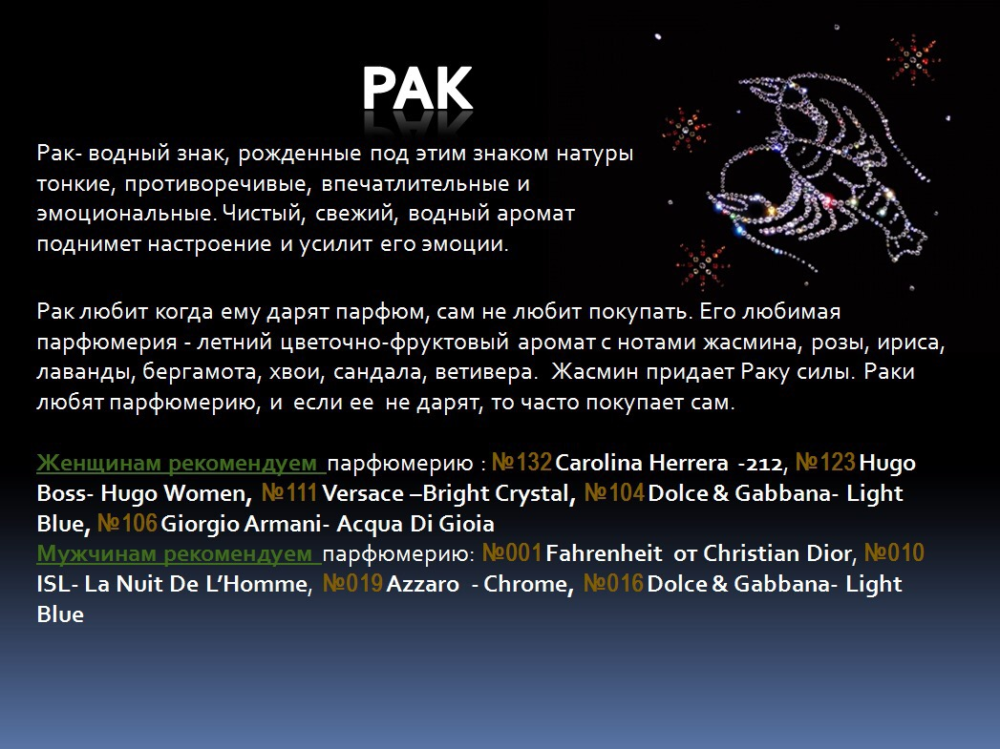 РАК
Рак- водный знак, рожденные под этим знаком натуры
тонкие, противоречивые, впечатлительные и
эмоциональные. Чистый, свежий, водный аромат
поднимет настроение и усилит его эмоции.
Рак любит когда ему дарят парфюм, сам не любит покупать. Его любимая
парфюмерия - летний цветочно-фруктовый аромат с нотами жасмина, розы, ириса,
лаванды, бергамота, хвои, сандала, ветивера.  Жасмин придает Раку силы. Раки
любят парфюмерию, и  если ее  не дарят, то часто покупает сам.
Женщинам рекомендуем парфюмерию : №132 Carolina Herrera -212, №123 Hugo
Boss- Hugo Women, №111 Versace –Bright Crystal, №104 Dolce & Gabbana- Light
Blue, №106 Giorgio Armani- Acqua Di Gioia
Мужчинам рекомендуем парфюмерию: №001 Fahrenheit  от Christian Dior, №010
ISL- La Nuit De L’Homme, №019 Azzaro  - Chrome, №016 Dolce & Gabbana- Light
Blue